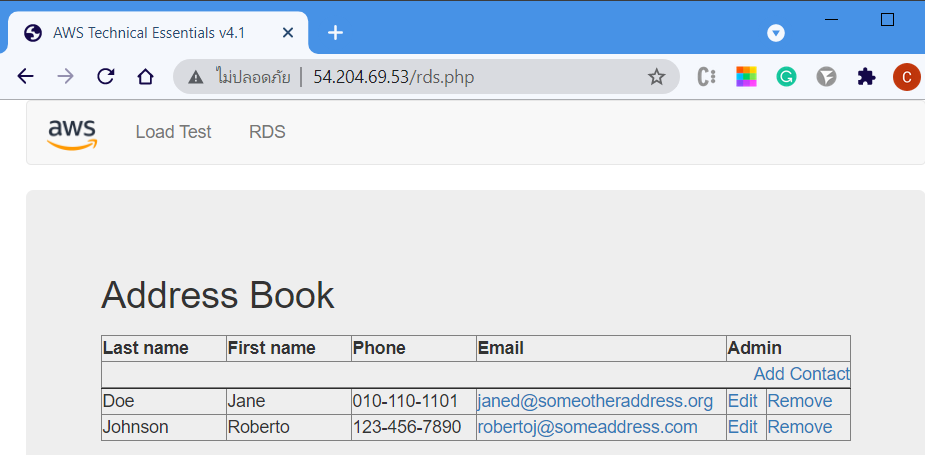 AWS Technical Essentials v4.1
ไม่ปลอดภัย | 54.204.69.53/rds.php
C
aws Load Test RDS
Address Book
Last name First name Phone Email Admin
Add Contact
Doe Jane 010-110-1101 janed@someotheraddress.org Edit Remove
Johnson Roberto 123-456-7890 robertoj@someaddress.com Edit Remove